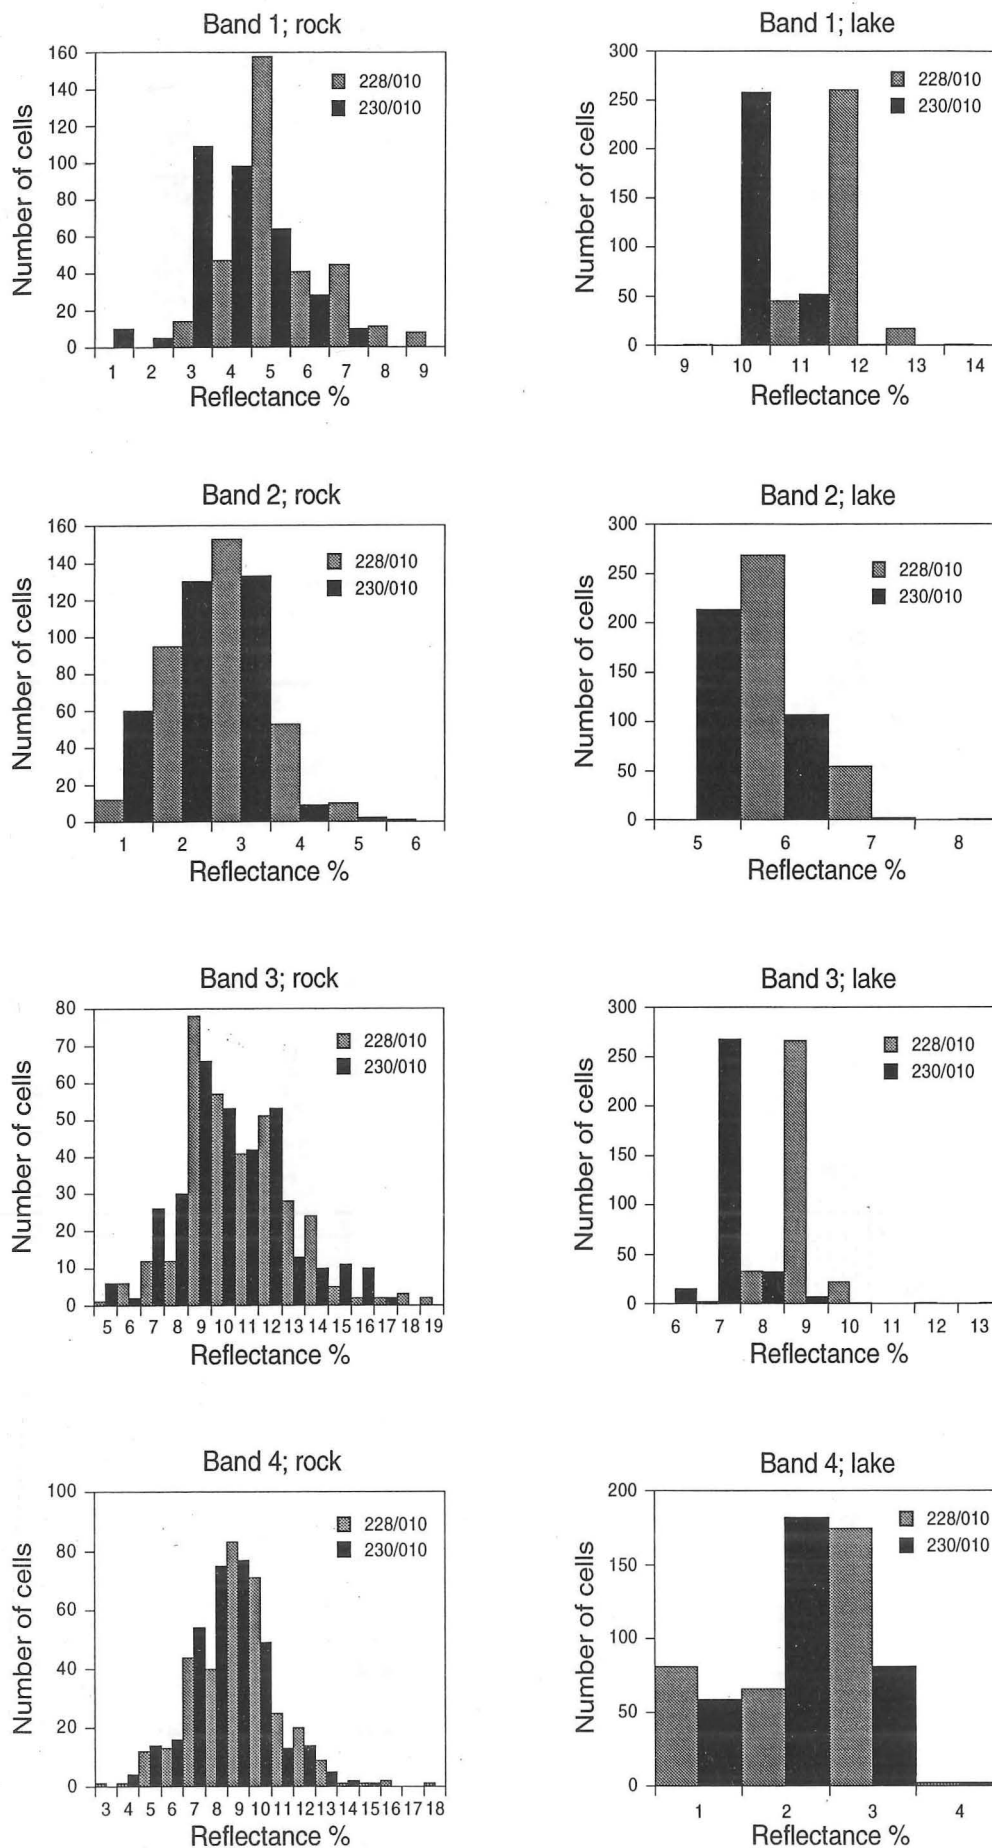 Band 1; rock
Number of cells
160
140
120
100
80
60
40
20
0
228/010
230/010
1 2 3 4 5 6 7 8 9
Reflectance %
Band 1; lake
Number of cells
300
250
200
150
100
50
0
228/010
230/010
9 10 11 12 13 14
Reflectance %
Band 2; rock
Number of cells
160
140
120
100
80
60
40
20
0
228/010
230/010
1 2 3 4 5 6
Reflectance %
Band 2; lake
Number of cells
300
250
200
150
100
50
0
228/010
230/010
5 6 7 8
Reflectance %
Band 3; rock
Number of cells
80
70
60
50
40
30
20
10
0
228/010
230/010
5 6 7 8 9 10 11 12 13 14 15 16 17 18 19
Reflectance %
Band 3; lake
Number of cells
300
250
200
150
100
50
0
228/010
230/010
6 7 8 9 10 11 12 13
Reflectance %
Band 4; rock
Number of cells
100
80
60
40
20
0
228/010
230/010
3 4 5 6 7 8 9 10 11 12 13 14 15 16 17 18
Reflectance %
Band 4; lake
Number of cells
200
150
100
50
0
228/010
230/010
1 2 3 4
Reflectance %